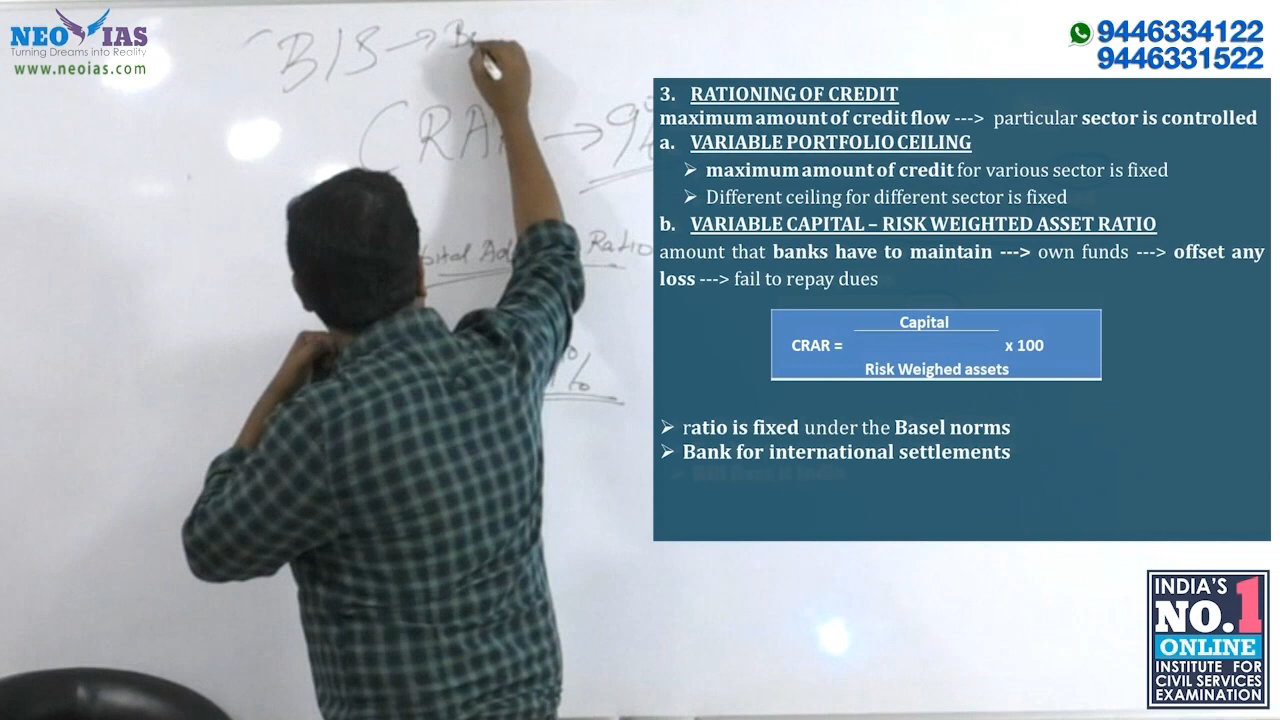 NEO IAS
Turning Dreams into Reality
www.neoias.com
BIS → Ba
CRAR → 9%
Ratio
9446334122
9446331522
3. RATIONING OF CREDIT
maximum amount of credit flow ---> particular sector is controlled
a. VARIABLE PORTFOLIO CEILING
➢ maximum amount of credit for various sector is fixed
➢ Different ceiling for different sector is fixed
b. VARIABLE CAPITAL – RISK WEIGHTED ASSET RATIO
amount that banks have to maintain ---> own funds ---> offset any
loss ---> fail to repay dues
Capital
CRAR = x 100
Risk Weighed assets
➢ ratio is fixed under the Basel norms
➢ Bank for international settlements
INDIA'S
NO.1
ONLINE
INSTITUTE FOR
CIVIL SERVICES
EXAMINATION